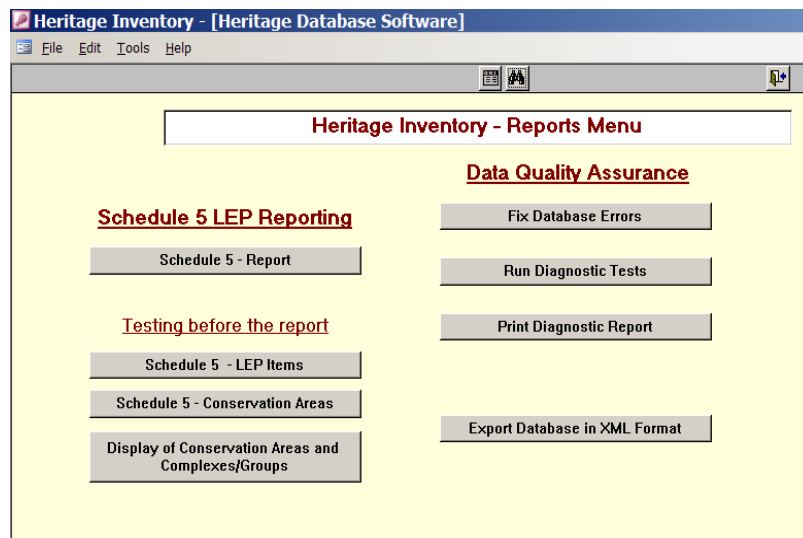 Heritage Inventory - [Heritage Database Software]
File Edit Tools Help
Heritage Inventory - Reports Menu
Data Quality Assurance
Schedule 5 LEP Reporting
Fix Database Errors
Schedule 5 - Report
Run Diagnostic Tests
Testing before the report
Print Diagnostic Report
Schedule 5 - LEP Items
Schedule 5 - Conservation Areas
Export Database in XML Format
Display of Conservation Areas and
Complexes/Groups